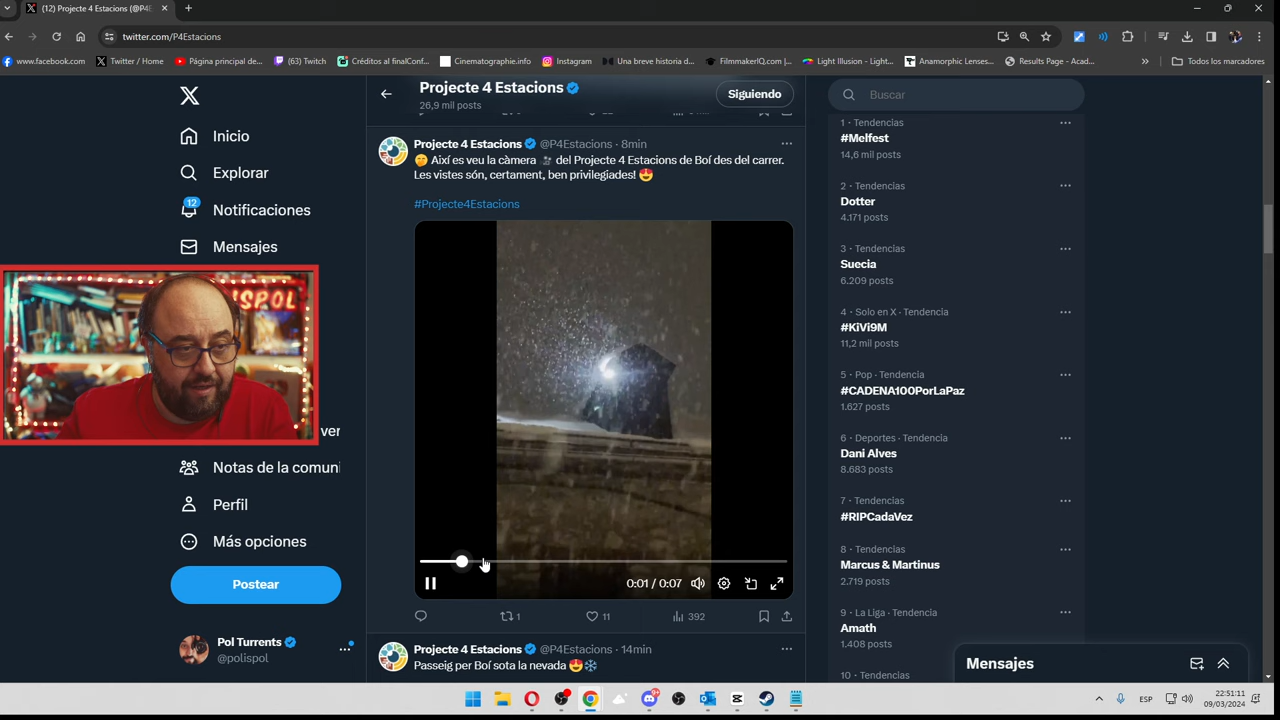 (12) Projecte 4 Estacions (@P4E
twitter.com/P4Estacions
www.facebook.com
Twitter / Home
Página principal de...
(63) Twitch
Créditos al finalConf...
Cinematographie.info
Instagram
Una breve historia d...
FilmmakerIQ.com |...
Light Illusion - Light...
Anamorphic Lenses...
Results Page - Acad...
Todos los marcadores
Projecte 4 Estacions
26,9 mil posts
Siguiendo
Buscar
Inicio
Explorar
12
Notificaciones
Mensajes
Notas de la comuni
Perfil
Más opciones
Postear
Pol Turrents
@polispol
Projecte 4 Estacions @P4Estacions · 8min
🤭 Així es veu la càmera 🎥 del Projecte 4 Estacions de Boí des del carrer.
Les vistes són, certament, ben privilegiades! 😍
#Projecte4Estacions
0:01 / 0:07
1
11
392
Projecte 4 Estacions @P4Estacions · 14min
Passeig per Boí sota la nevada 😍❄️
1 · Tendencias
#Melfest
14,6 mil posts
2 · Tendencias
Dotter
4.171 posts
3 · Tendencias
Suecia
6.209 posts
4 · Solo en X · Tendencia
#KiVi9M
11,2 mil posts
5 · Pop · Tendencia
#CADENA100PorLaPaz
1.627 posts
6 · Deportes · Tendencia
Dani Alves
8.683 posts
7 · Tendencias
#RIPCadaVez
8 · Tendencias
Marcus & Martinus
2.719 posts
9 · La Liga · Tendencia
Amath
1.408 posts
10 · Tendencias
Mensajes
ESP
22:51:11
09/03/2024